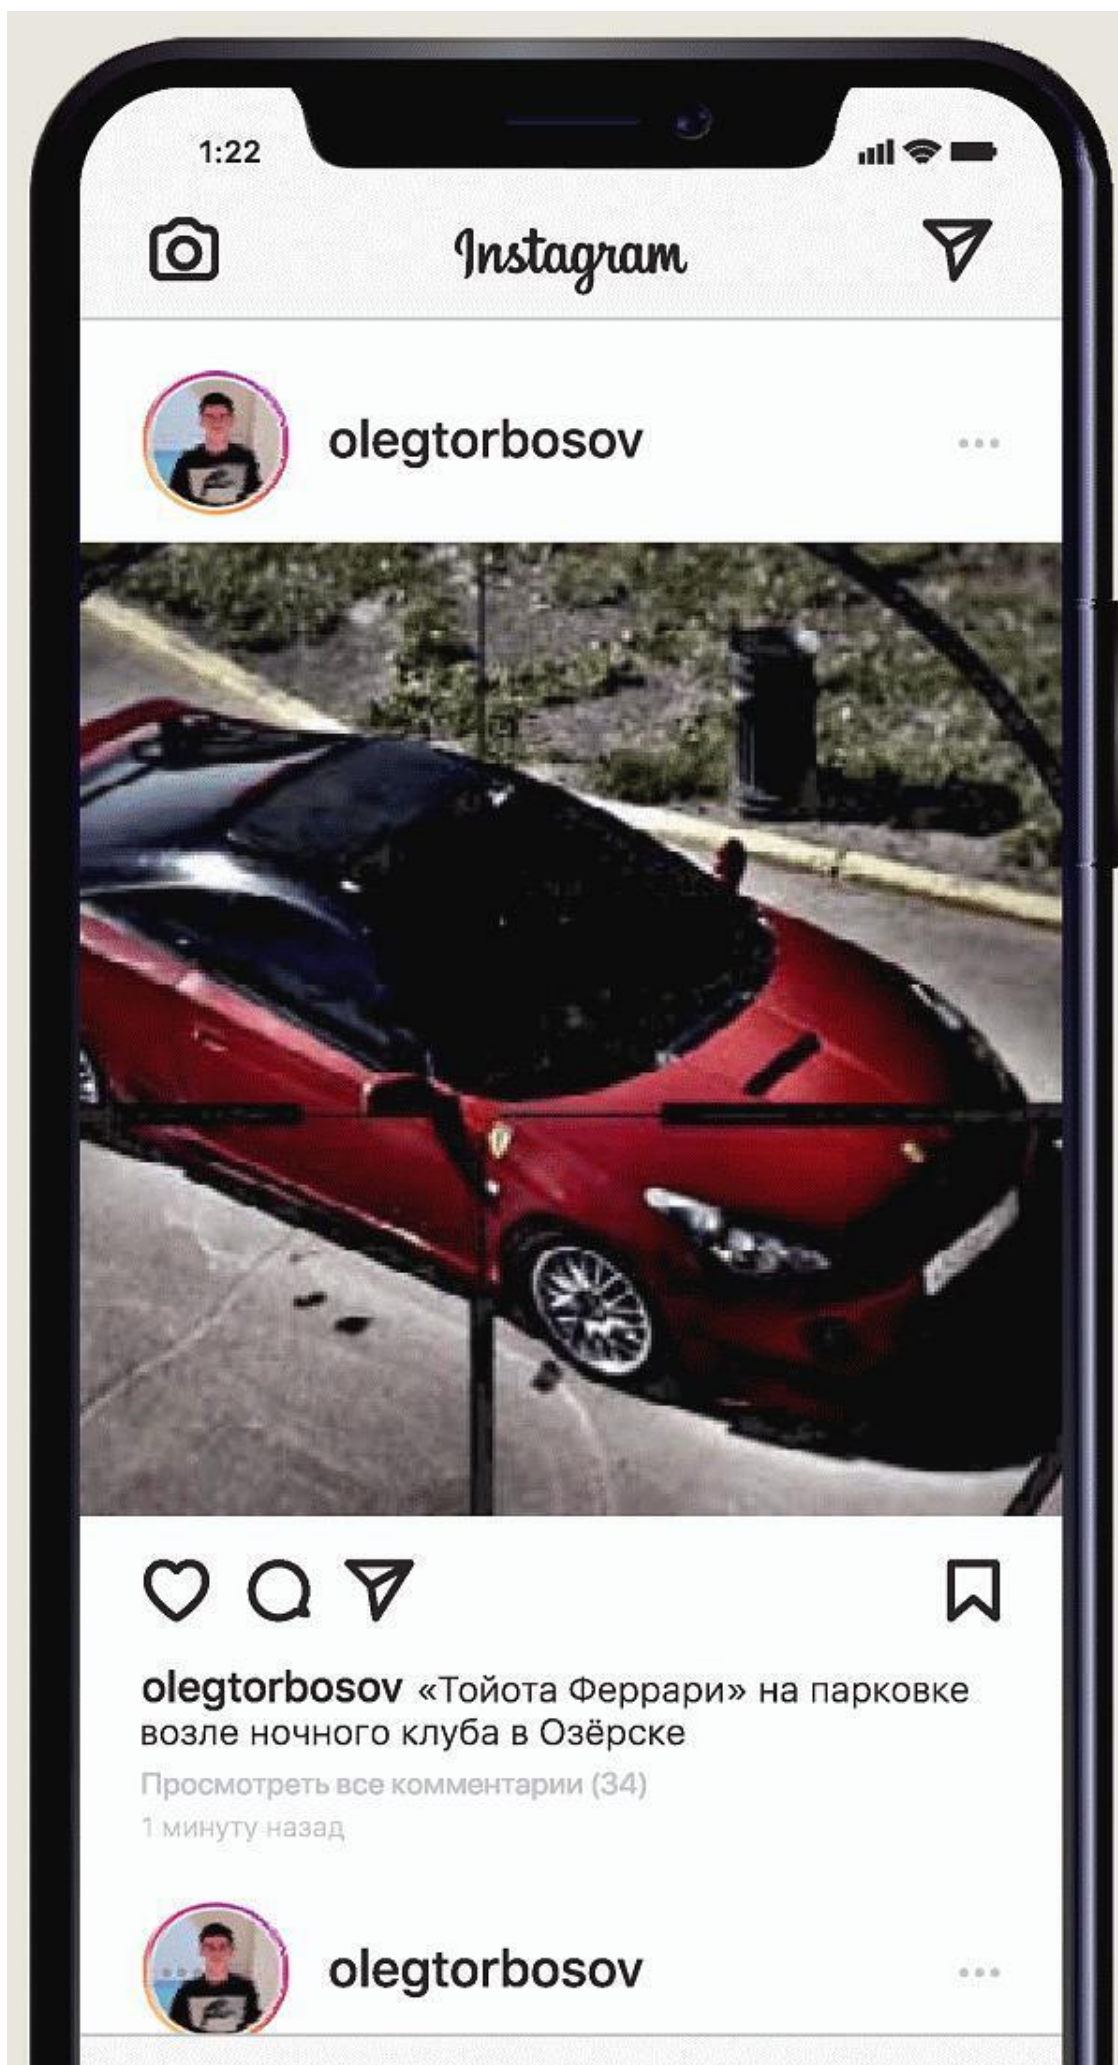 1:22
Instagram
olegtorbosov
olegtorbosov «Тойота Феррари» на парковке
возле ночного клуба в Озёрске
Просмотреть все комментарии (34)
1 минуту назад
olegtorbosov